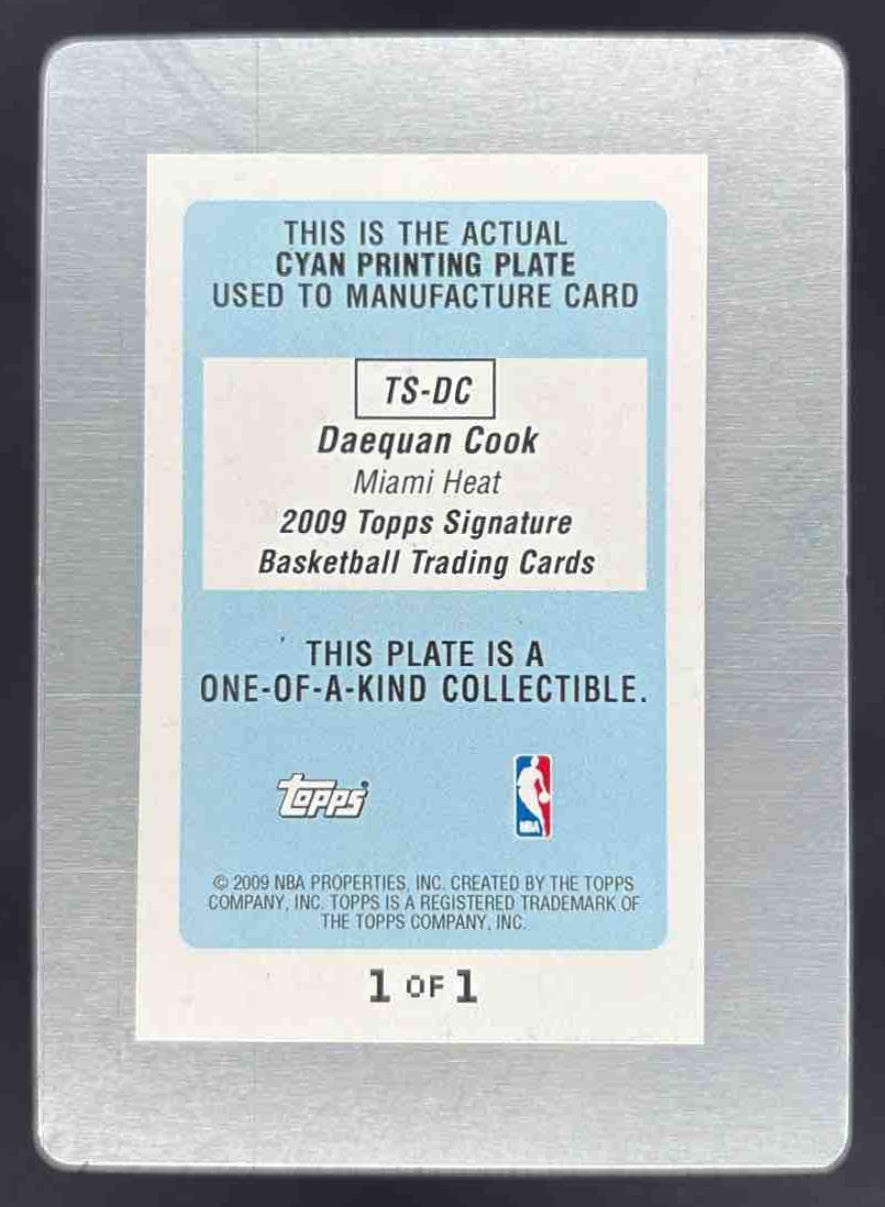 THIS IS THE ACTUAL
CYAN PRINTING PLATE
USED TO MANUFACTURE CARD
TS-DC
Daequan Cook
Miami Heat
2009 Topps Signature
Basketball Trading Cards
THIS PLATE IS A
ONE-OF-A-KIND COLLECTIBLE.
topps
NBA
© 2009 NBA PROPERTIES, INC. CREATED BY THE TOPPS
COMPANY, INC. TOPPS IS A REGISTERED TRADEMARK OF
THE TOPPS COMPANY, INC.
1 OF 1